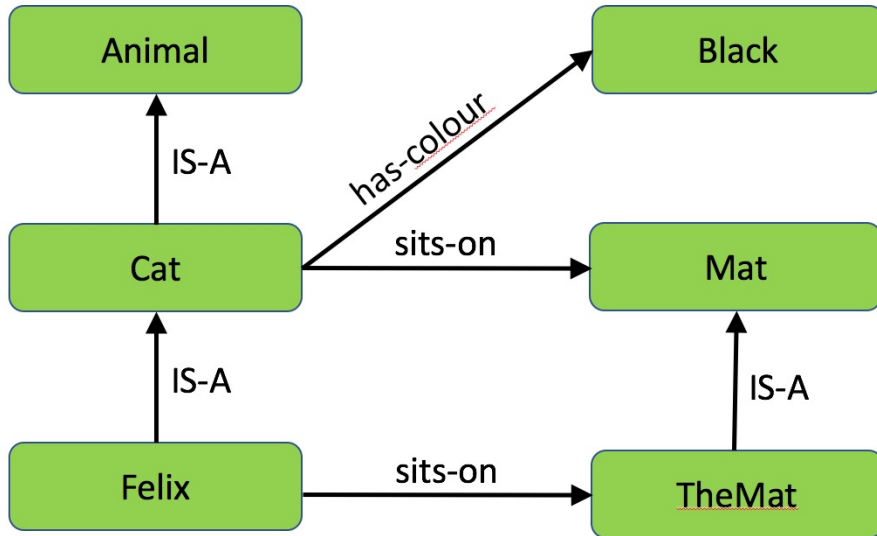 Animal
Black
IS-A
has-colour
Cat
sits-on
Mat
IS-A
IS-A
Felix
sits-on
TheMat